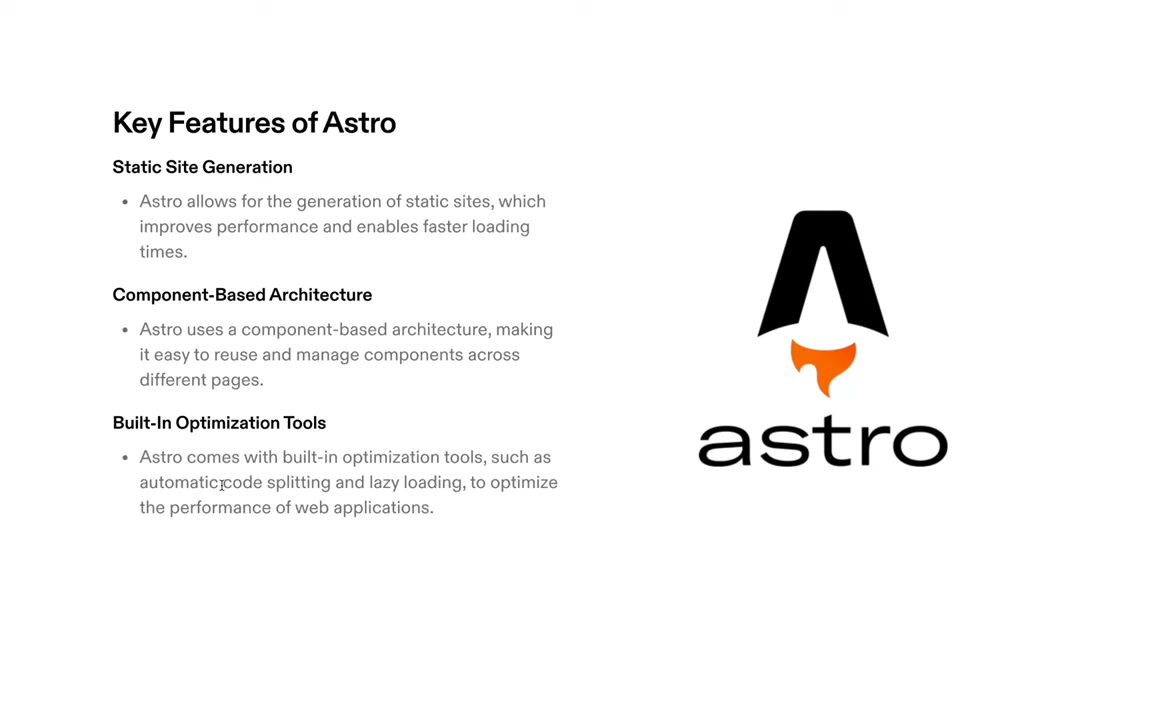 Key Features of Astro
Static Site Generation
• Astro allows for the generation of static sites, which
improves performance and enables faster loading
times.
Component-Based Architecture
• Astro uses a component-based architecture, making
it easy to reuse and manage components across
different pages.
Built-In Optimization Tools
• Astro comes with built-in optimization tools, such as
automatic code splitting and lazy loading, to optimize
the performance of web applications.
astro